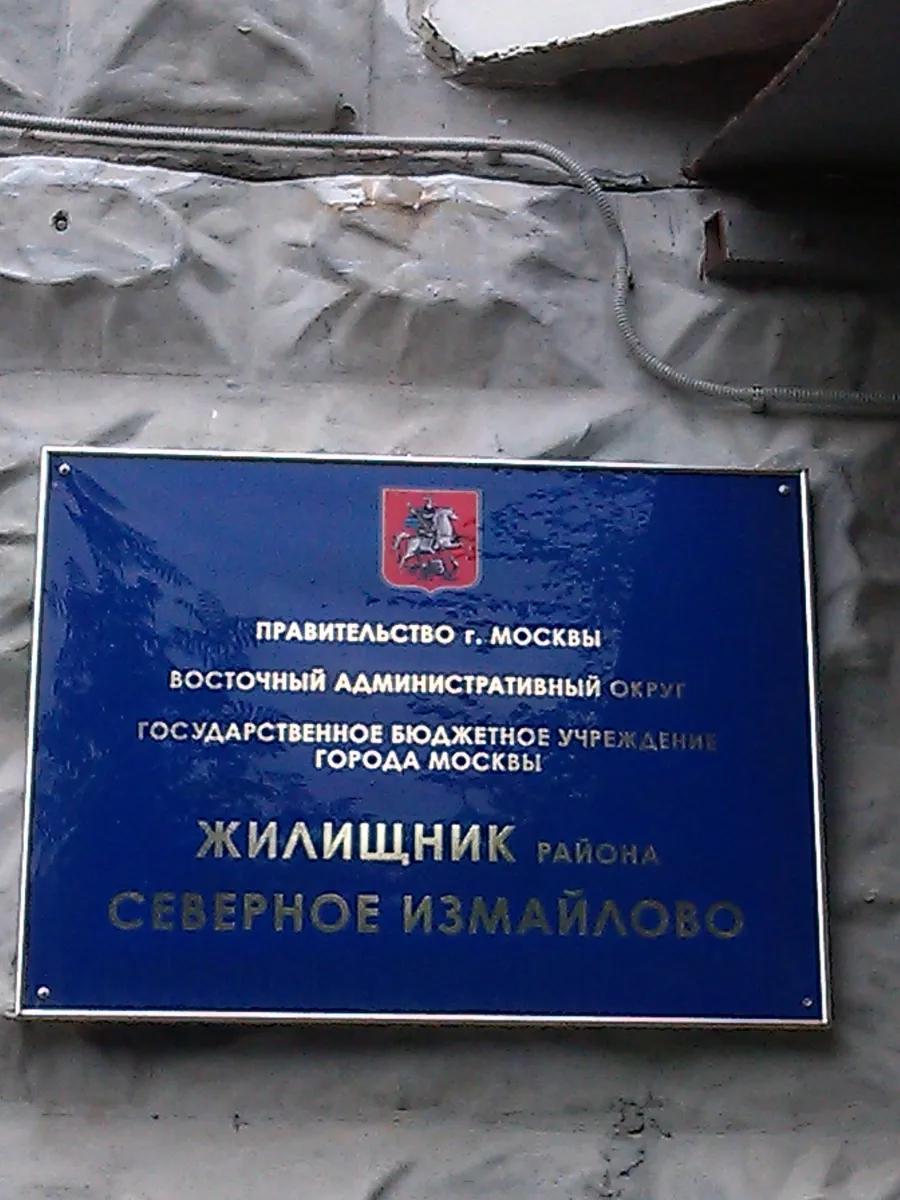 ПРАВИТЕЛЬСТВО г. МОСКВЫ
ВОСТОЧНЫЙ АДМИНИСТРАТИВНЫЙ ОКРУГ
ГОСУДАРСТВЕННОЕ БЮДЖЕТНОЕ УЧРЕЖДЕНИЕ
ГОРОДА МОСКВЫ
ЖИЛИЩНИК РАЙОНА
СЕВЕРНОЕ ИЗМАЙЛОВО